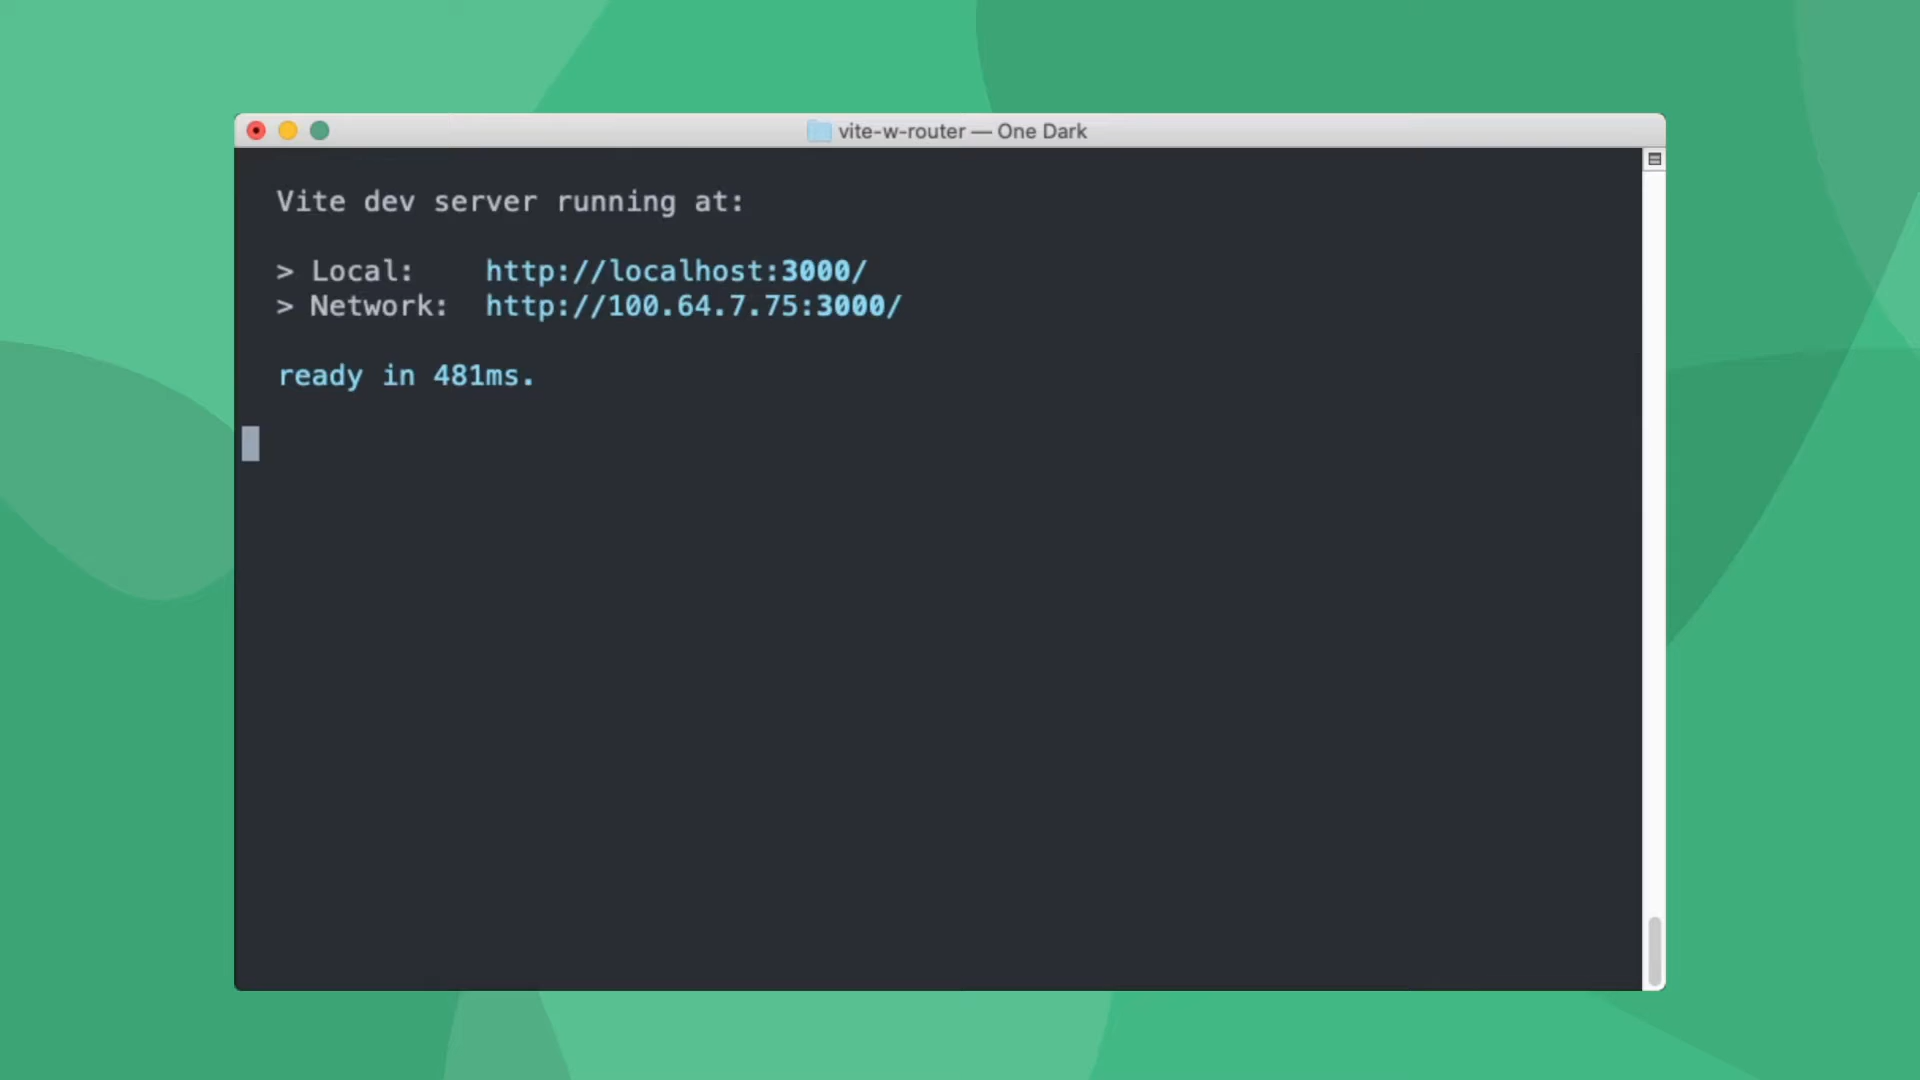 vite-w-router — One Dark
Vite dev server running at:
> Local: http://localhost:3000/
> Network: http://100.64.7.75:3000/
ready in 481ms.